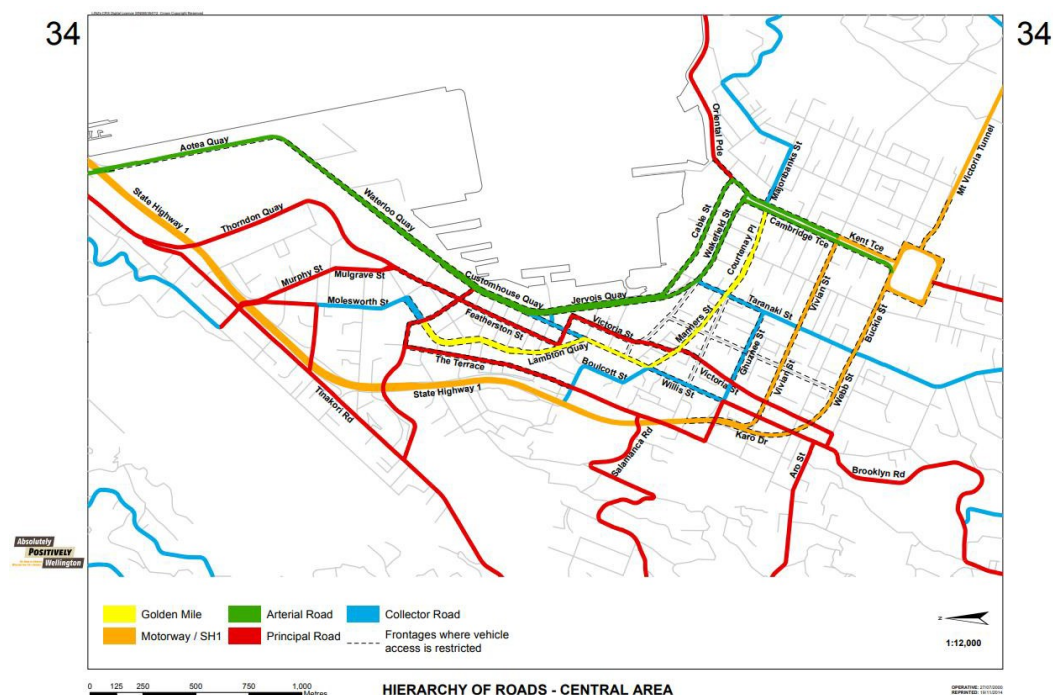 34
34
Aotea Quay
State Highway 1
Thorndon Quay
Waterloo Quay
Murphy St
Mulgrave St
Molesworth St
Customhouse Quay
Featherston St
Jervois Quay
Victoria St
Lambton Quay
The Terrace
Boulcott St
State Highway 1
Tinakori Rd
Willis St
Victoria St
Manners St
Ghuznee St
Taranaki St
Cable St
Wakefield St
Courtenay Pl
Oriental Pde
Majoribanks St
Cambridge Tce
Kent Tce
Mt Victoria Tunnel
Vivian St
Vivian St
Buckle St
Webb St
Karo Dr
Salamanca Rd
Aro St
Brooklyn Rd
Absolutely
POSITIVELY
Wellington
Golden Mile
Arterial Road
Collector Road
Motorway / SH1
Principal Road
Frontages where vehicle
access is restricted
1:12,000
0 125 250 500 750 1,000
Metres
HIERARCHY OF ROADS - CENTRAL AREA